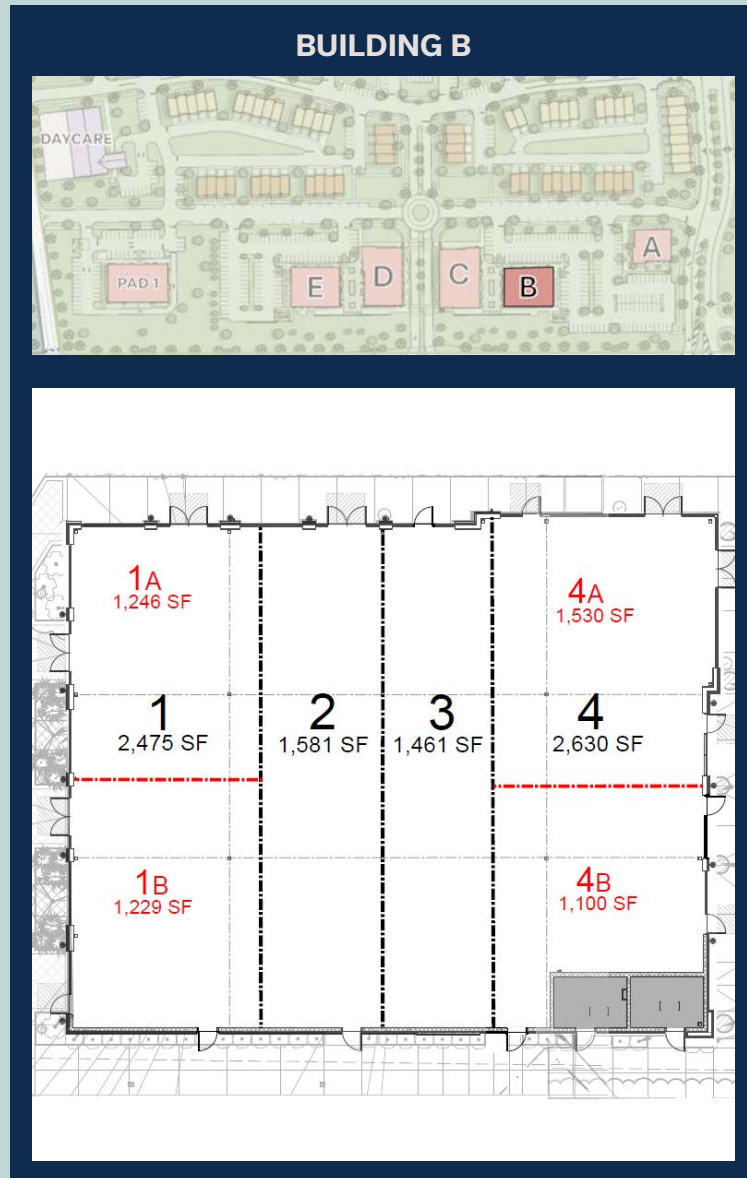 BUILDING B
DAYCARE
PAD 1
E
D
C
B
A
1A
1,246 SF
4A
1,530 SF
1
2,475 SF
2
1,581 SF
3
1,461 SF
4
2,630 SF
1B
1,229 SF
4B
1,100 SF